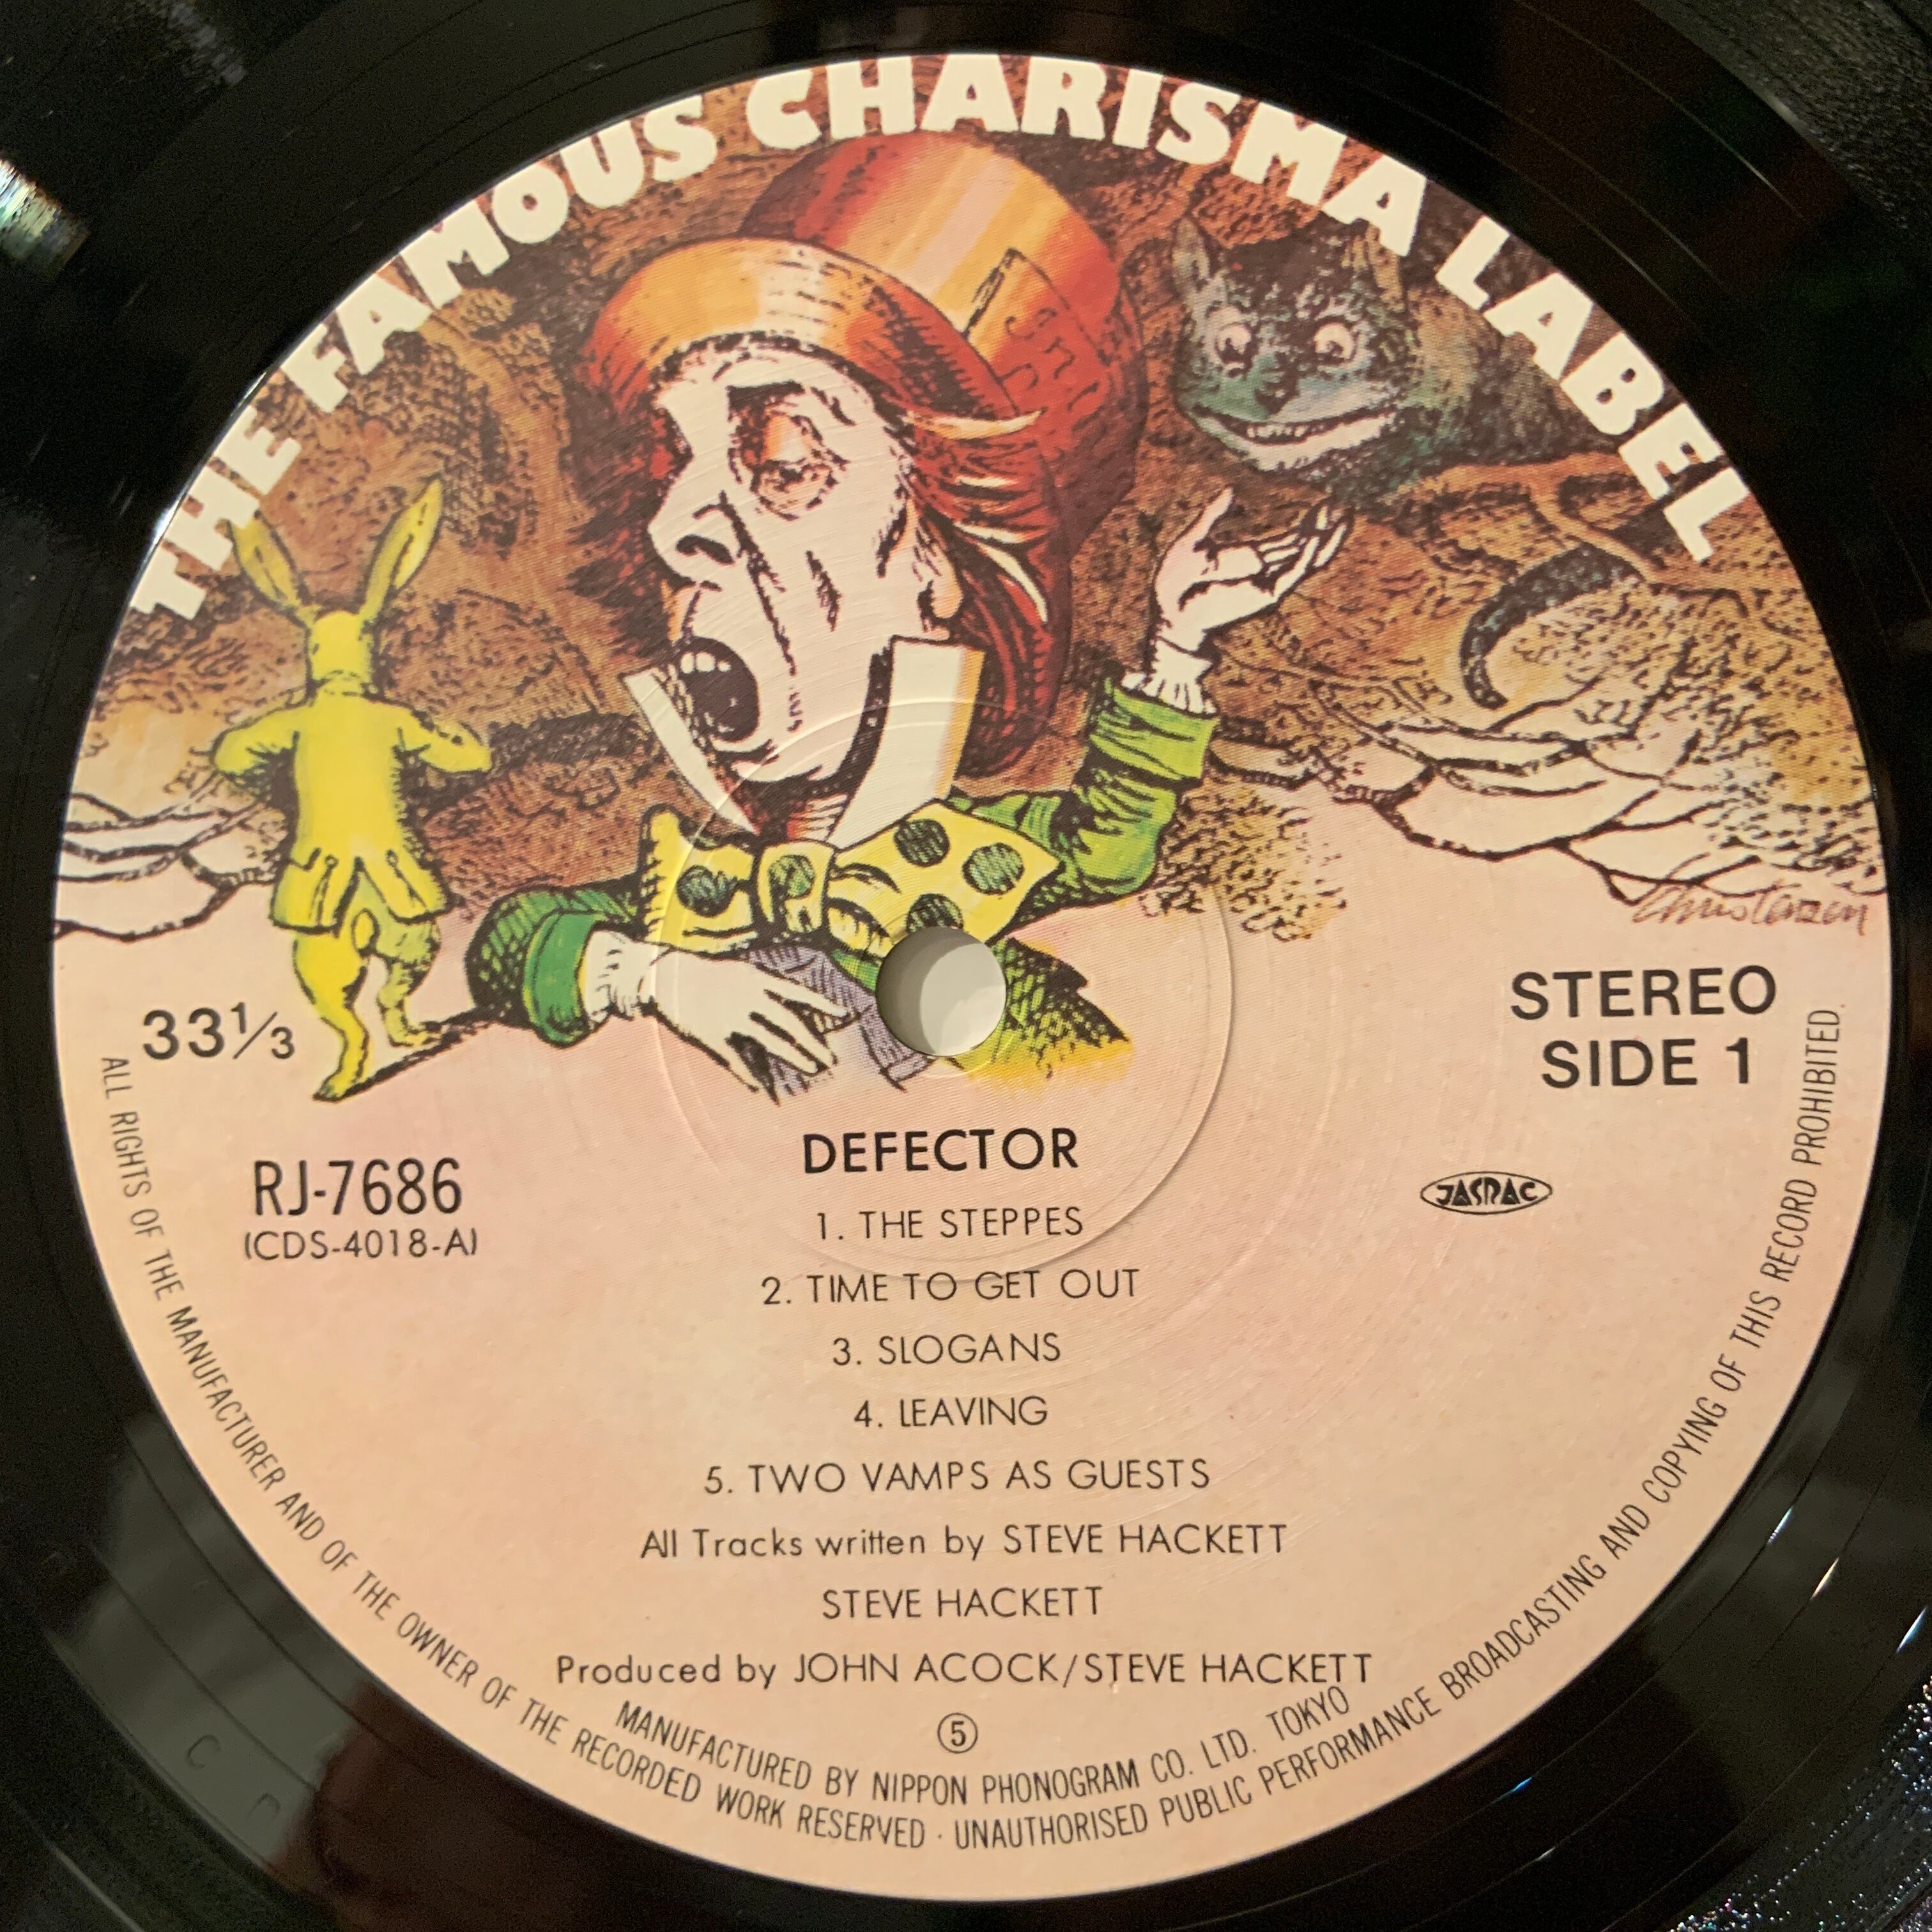 THE FAMOUS CHARISMA LABEL
Christenzen
33⅓
STEREO
SIDE 1
RJ-7686
(CDS-4018-A)
JASRAC
DEFECTOR
1. THE STEPPES
2. TIME TO GET OUT
3. SLOGANS
4. LEAVING
5. TWO VAMPS AS GUESTS
All Tracks written by STEVE HACKETT
STEVE HACKETT
Produced by JOHN ACOCK/STEVE HACKETT
⑤
MANUFACTURED BY NIPPON PHONOGRAM CO. LTD. TOKYO
ALL RIGHTS OF THE MANUFACTURER AND OF THE OWNER OF THE RECORDED WORK RESERVED · UNAUTHORISED PUBLIC PERFORMANCE BROADCASTING AND COPYING OF THIS RECORD PROHIBITED.